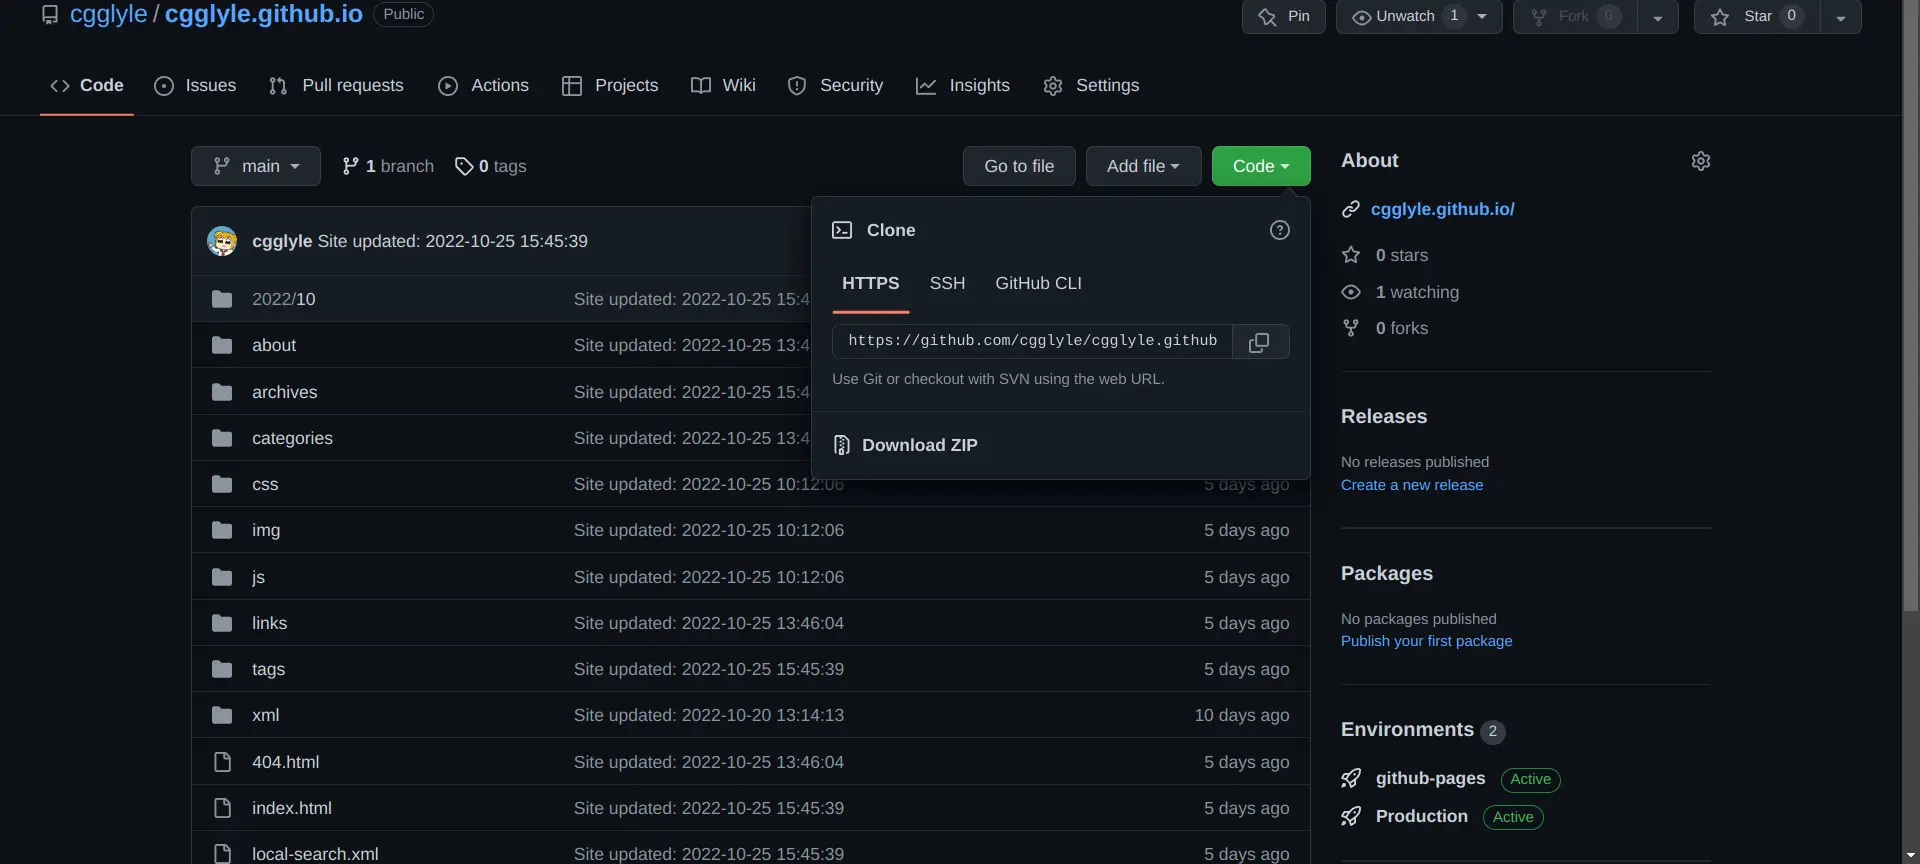 cgglyle / cgglyle.github.io Public
Pin
Unwatch 1
Fork 0
Star 0
Code
Issues
Pull requests
Actions
Projects
Wiki
Security
Insights
Settings
main
1 branch
0 tags
Go to file
Add file
Code
cgglyle Site updated: 2022-10-25 15:45:39
2022/10 Site updated: 2022-10-25 15:4
about Site updated: 2022-10-25 13:4
archives Site updated: 2022-10-25 15:4
categories Site updated: 2022-10-25 13:4
css Site updated: 2022-10-25 10:12:06 5 days ago
img Site updated: 2022-10-25 10:12:06 5 days ago
js Site updated: 2022-10-25 10:12:06 5 days ago
links Site updated: 2022-10-25 13:46:04 5 days ago
tags Site updated: 2022-10-25 15:45:39 5 days ago
xml Site updated: 2022-10-20 13:14:13 10 days ago
404.html Site updated: 2022-10-25 13:46:04 5 days ago
index.html Site updated: 2022-10-25 15:45:39 5 days ago
local-search.xml Site updated: 2022-10-25 15:45:39 5 days ago
Clone
HTTPS SSH GitHub CLI
https://github.com/cgglyle/cgglyle.github
Use Git or checkout with SVN using the web URL.
Download ZIP
About
cgglyle.github.io/
0 stars
1 watching
0 forks
Releases
No releases published
Create a new release
Packages
No packages published
Publish your first package
Environments 2
github-pages Active
Production Active